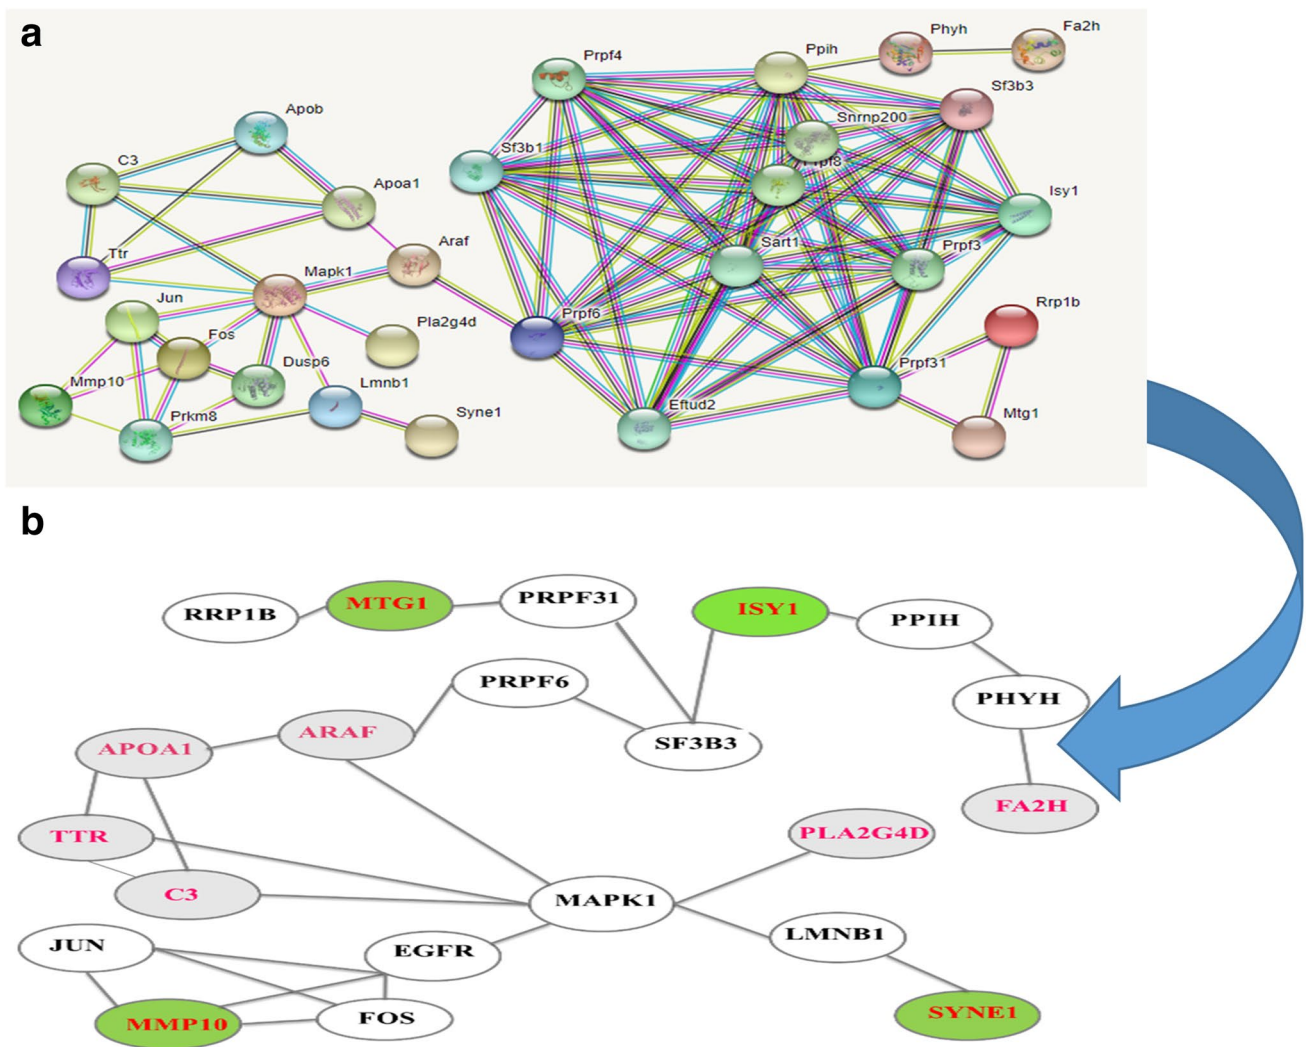 a
Phyh
Fa2h
Prpf4
Ppih
Sf3b3
Apob
Snrnp200
C3
Sf3b1
Prpf8
Apoa1
Isy1
Ttr
Araf
Sart1
Prpf3
Mapk1
Jun
Rrp1b
Fos
Pla2g4d
Prpf6
Dusp6
Prpf31
Mmp10
Lmnb1
Prkm8
Syne1
Eftud2
Mtg1
b
RRP1B
MTG1
PRPF31
ISY1
PPIH
PRPF6
PHYH
APOA1
ARAF
SF3B3
FA2H
TTR
PLA2G4D
C3
MAPK1
JUN
EGFR
LMNB1
MMP10
FOS
SYNE1